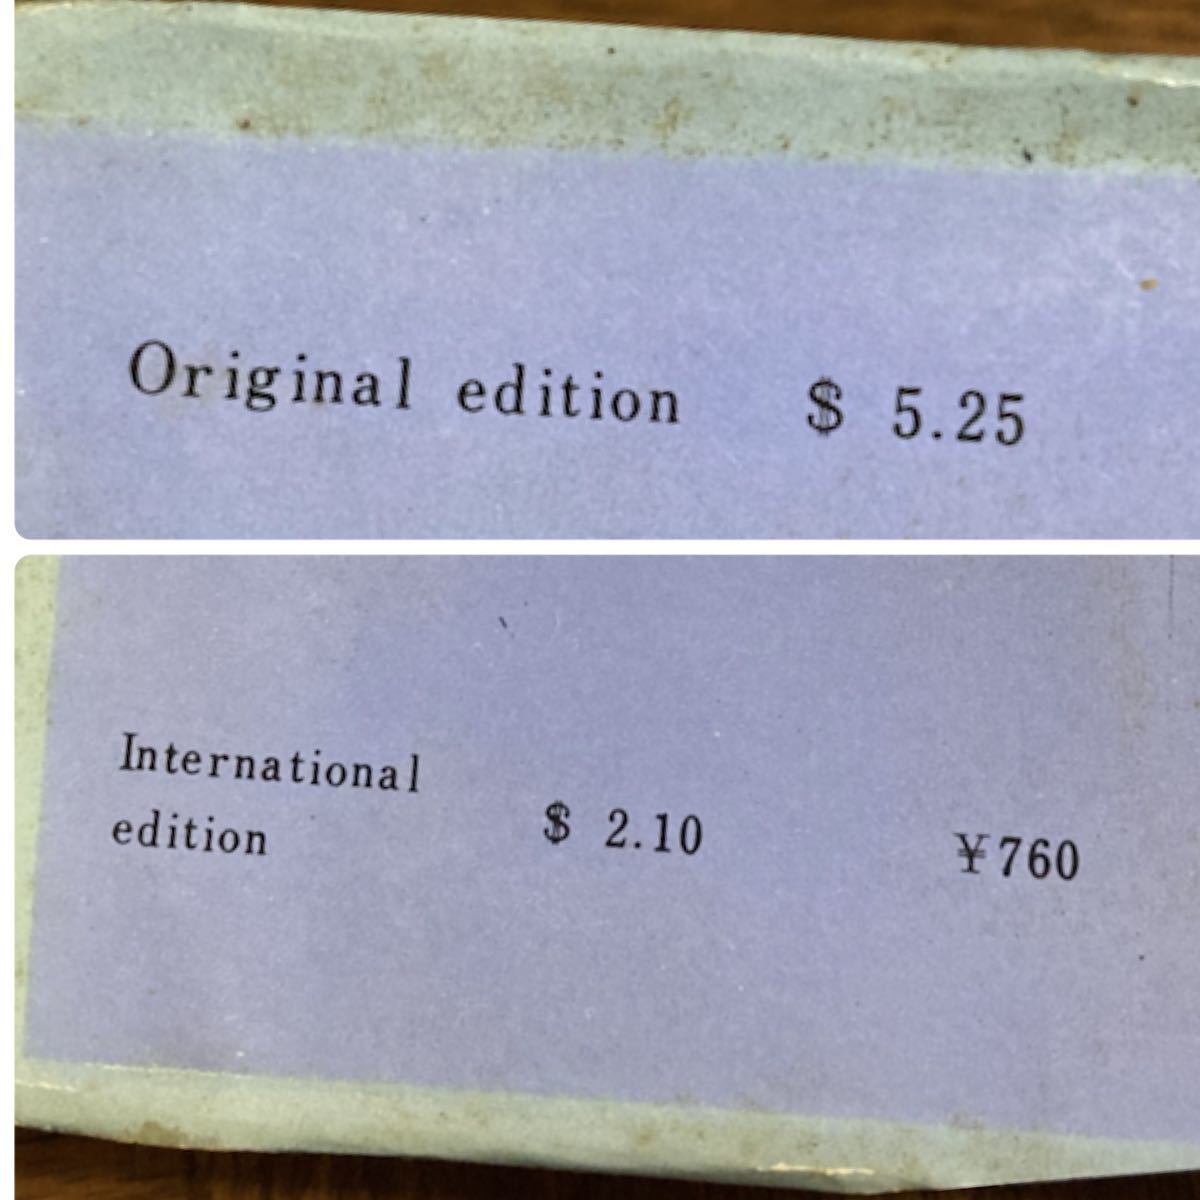 Original edition $ 5.25
International
edition $ 2.10 ¥760